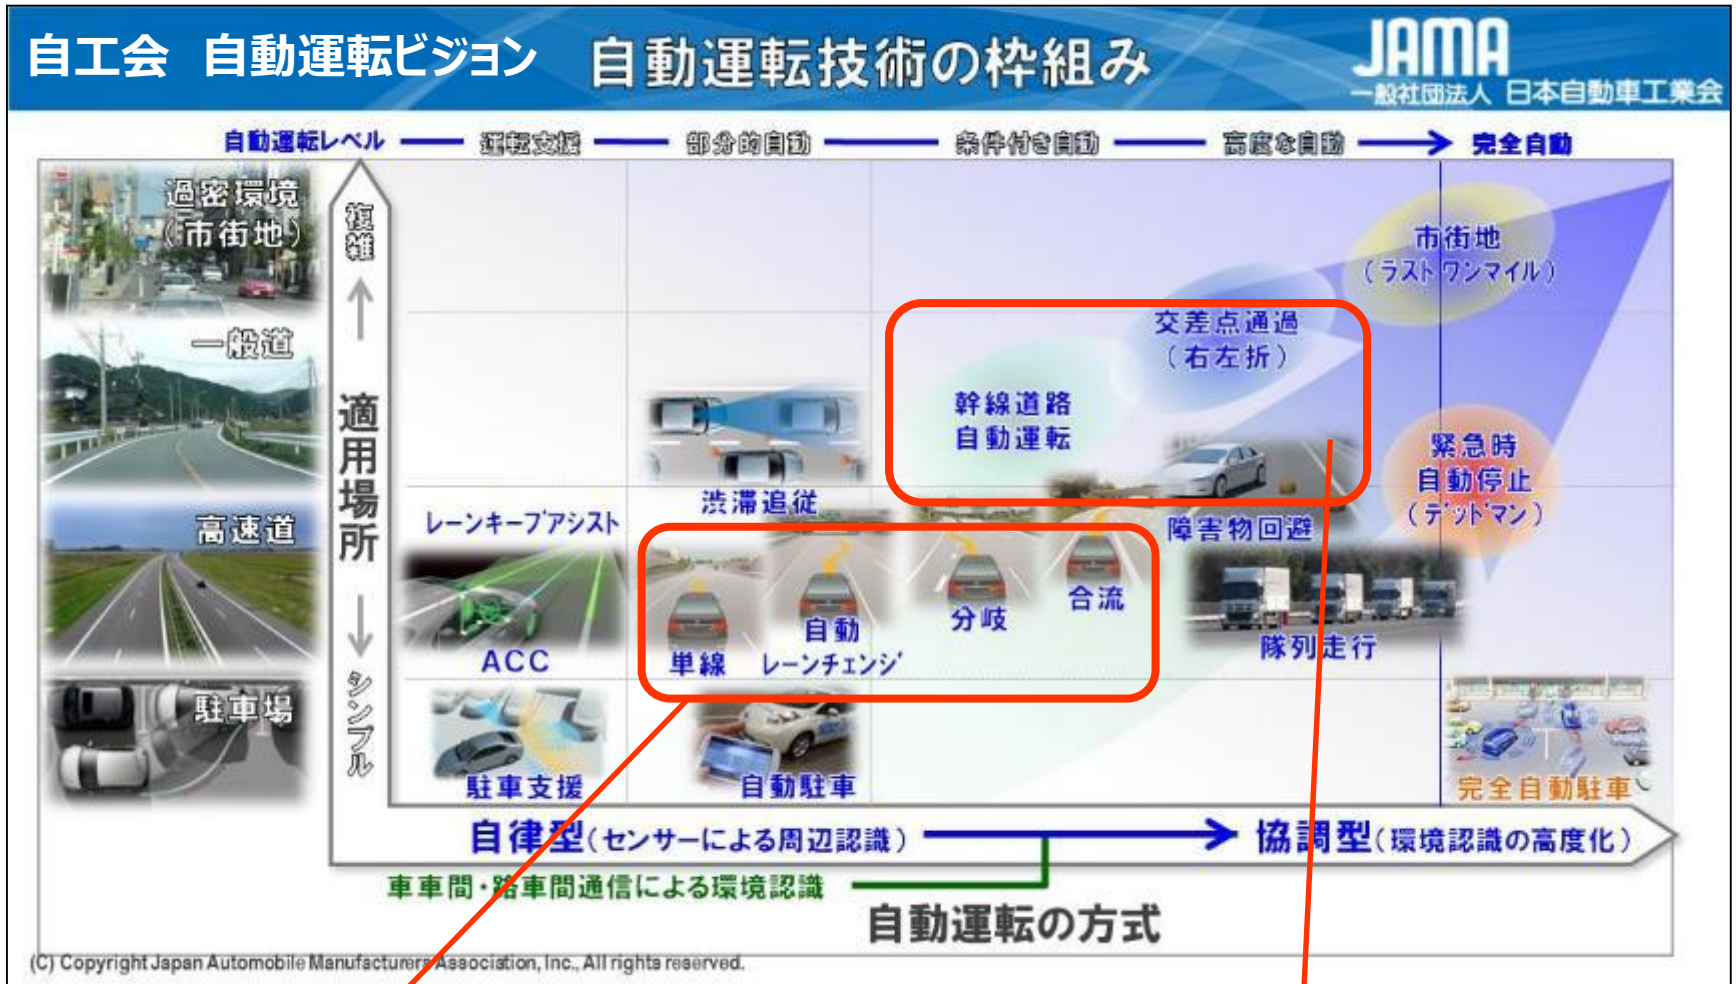 自工会 自動運転ビジョン
自動運転技術の枠組み
JAMA
一般社団法人 日本自動車工業会
自動運転レベル
運転支援
部分的自動
条件付き自動
高度な自動
完全自動
過密環境
（市街地）
複雑
市街地
（ラストワンマイル）
一般道
交差点通過
（右左折）
幹線道路
自動運転
適用場所
緊急時
自動停止
（デットマン）
渋滞追従
レーンキープアシスト
障害物回避
高速道
合流
分岐
自動
レーンチェンジ
単線
ACC
隊列走行
シンプル
駐車場
駐車支援
自動駐車
完全自動駐車
自律型（センサーによる周辺認識）
協調型（環境認識の高度化）
車車間・路車間通信による環境認識
自動運転の方式
(C) Copyright Japan Automobile Manufacturers Association, Inc., All rights reserved.